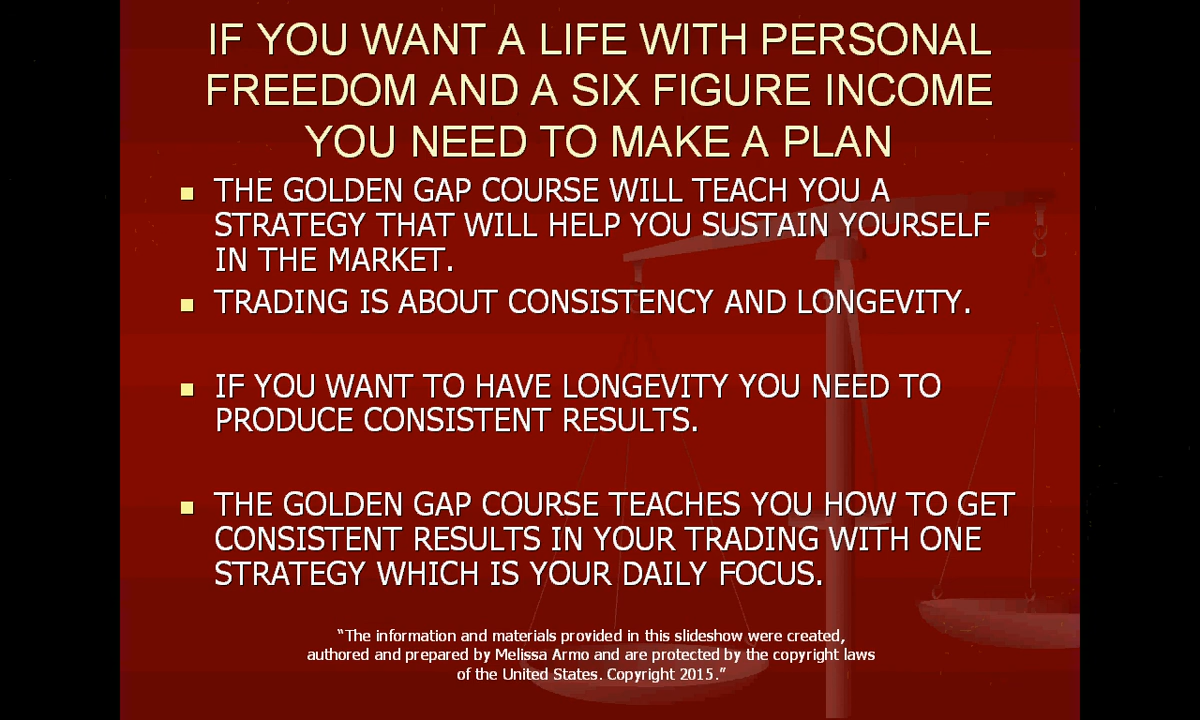 IF YOU WANT A LIFE WITH PERSONAL
FREEDOM AND A SIX FIGURE INCOME
YOU NEED TO MAKE A PLAN
THE GOLDEN GAP COURSE WILL TEACH YOU A
STRATEGY THAT WILL HELP YOU SUSTAIN YOURSELF
IN THE MARKET.
TRADING IS ABOUT CONSISTENCY AND LONGEVITY.
IF YOU WANT TO HAVE LONGEVITY YOU NEED TO
PRODUCE CONSISTENT RESULTS.
THE GOLDEN GAP COURSE TEACHES YOU HOW TO GET
CONSISTENT RESULTS IN YOUR TRADING WITH ONE
STRATEGY WHICH IS YOUR DAILY FOCUS.
“The information and materials provided in this slideshow were created,
authored and prepared by Melissa Armo and are protected by the copyright laws
of the United States. Copyright 2015.”